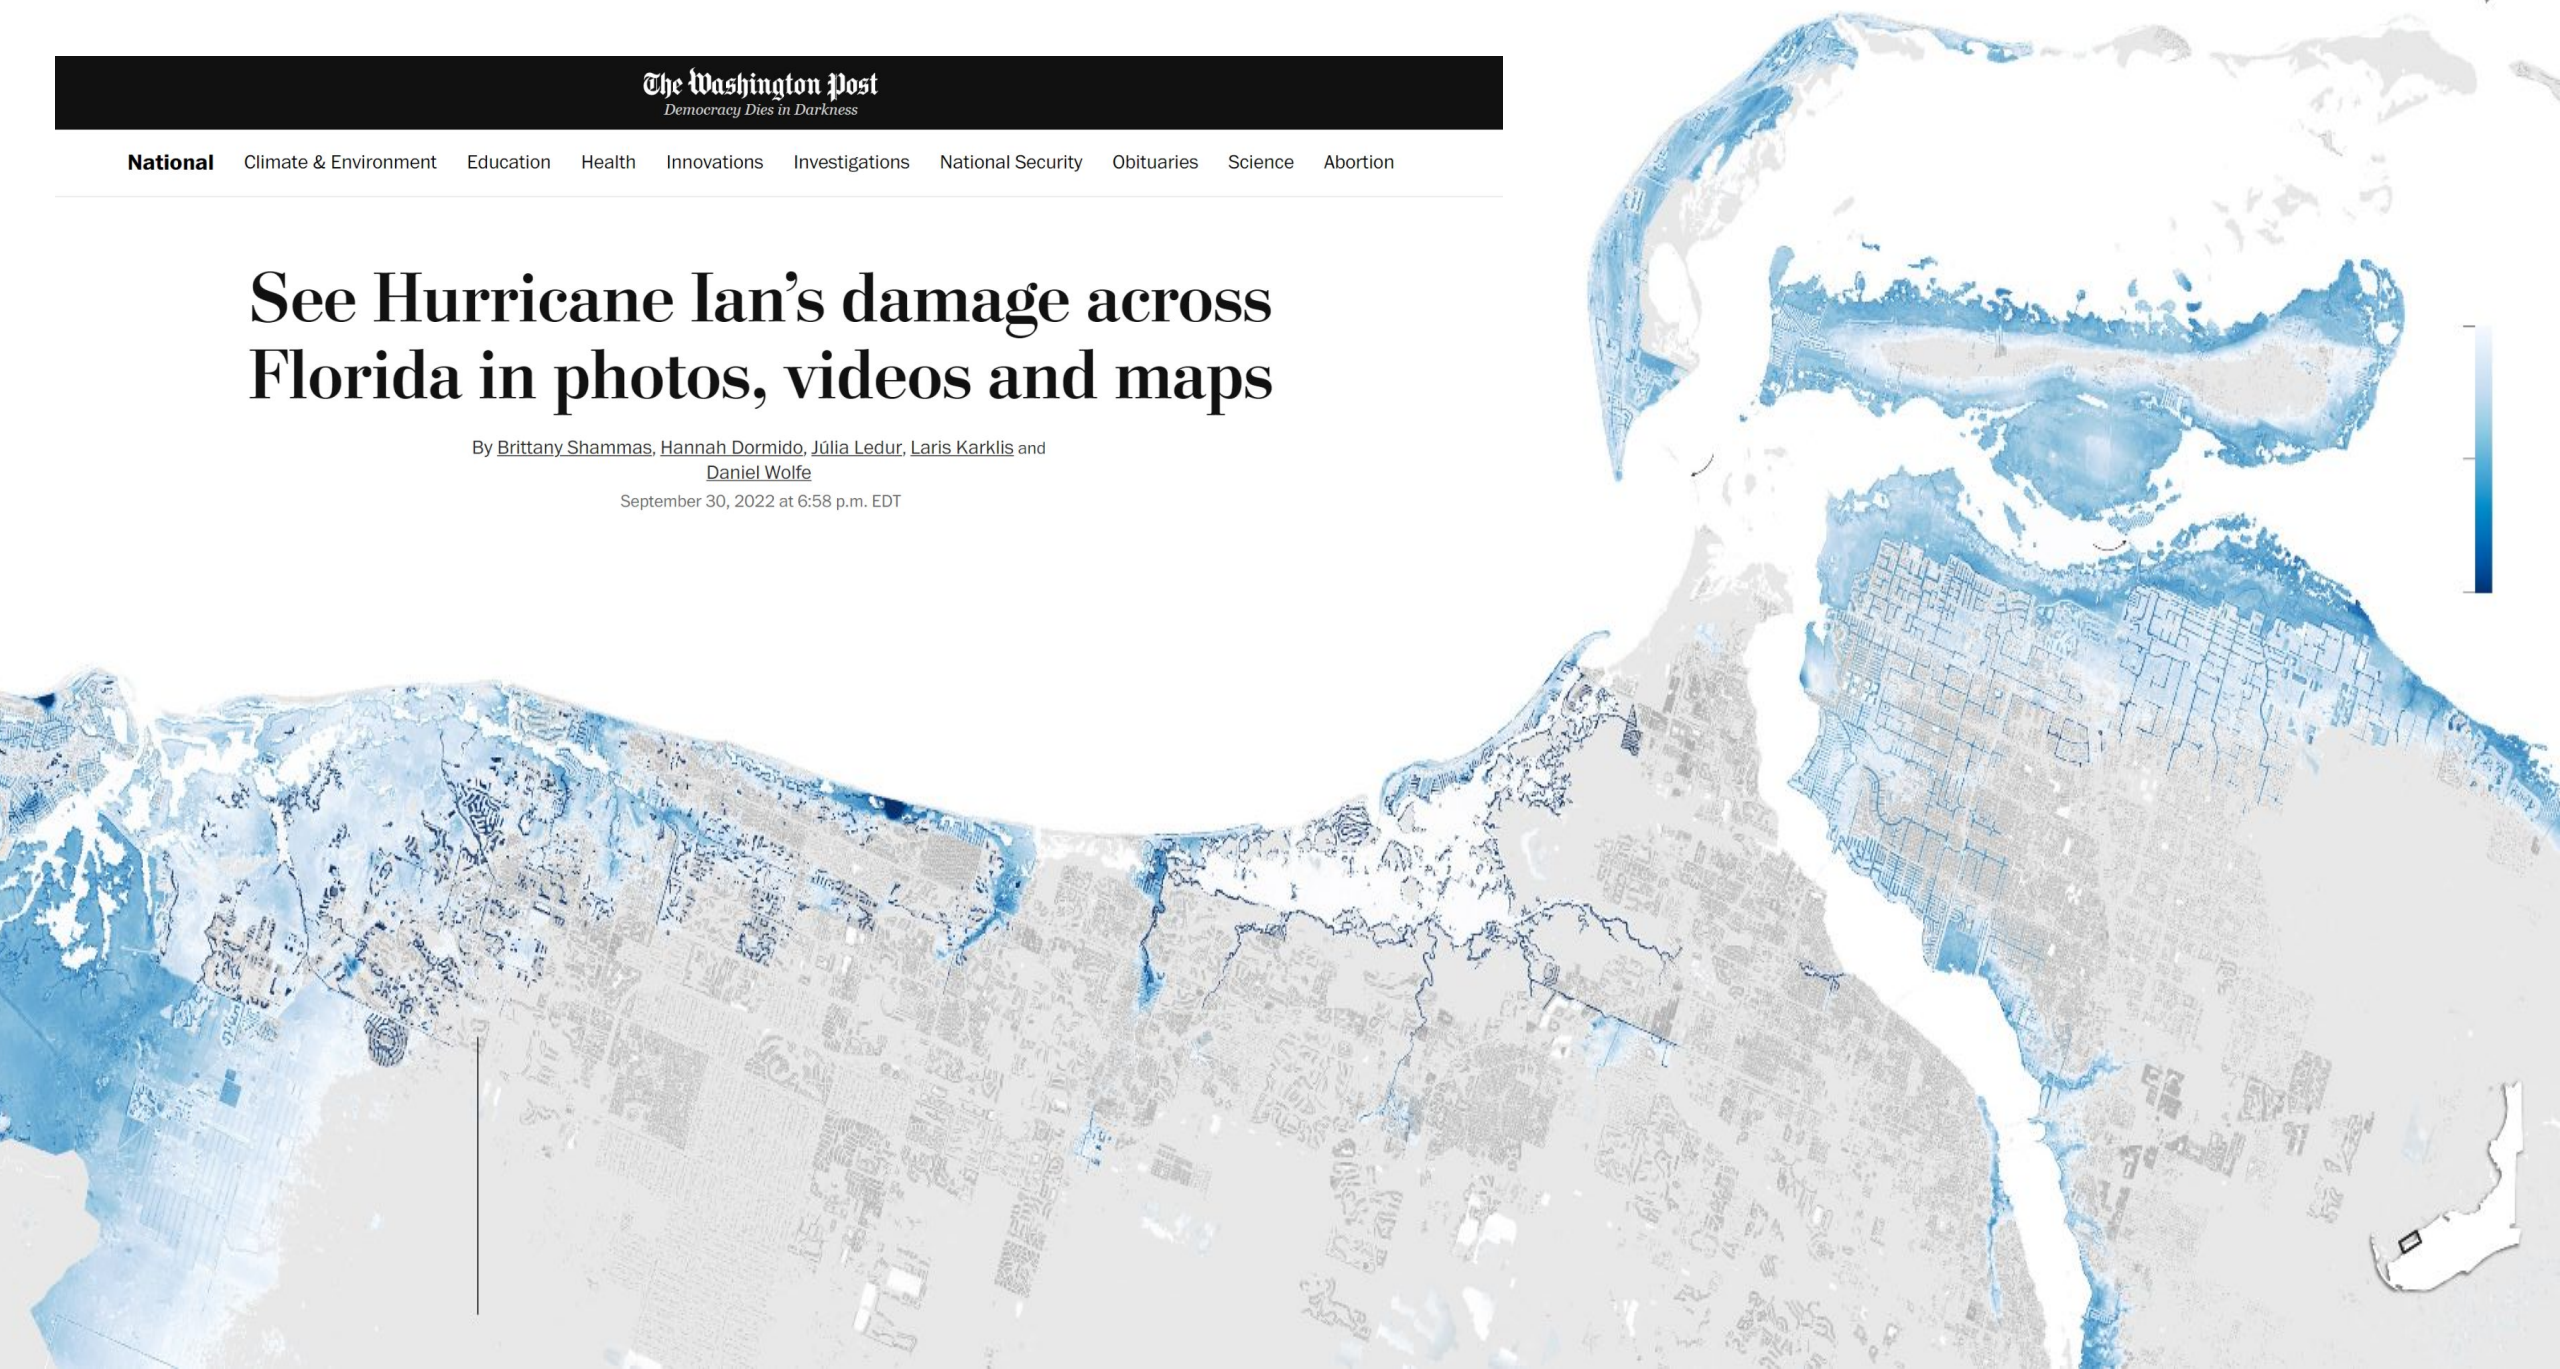 The Washington Post
Democracy Dies in Darkness
National Climate & Environment Education Health Innovations Investigations National Security Obituaries Science Abortion
See Hurricane Ian’s damage across
Florida in photos, videos and maps
By Brittany Shammas, Hannah Dormido, Júlia Ledur, Laris Karklis and
Daniel Wolfe
September 30, 2022 at 6:58 p.m. EDT